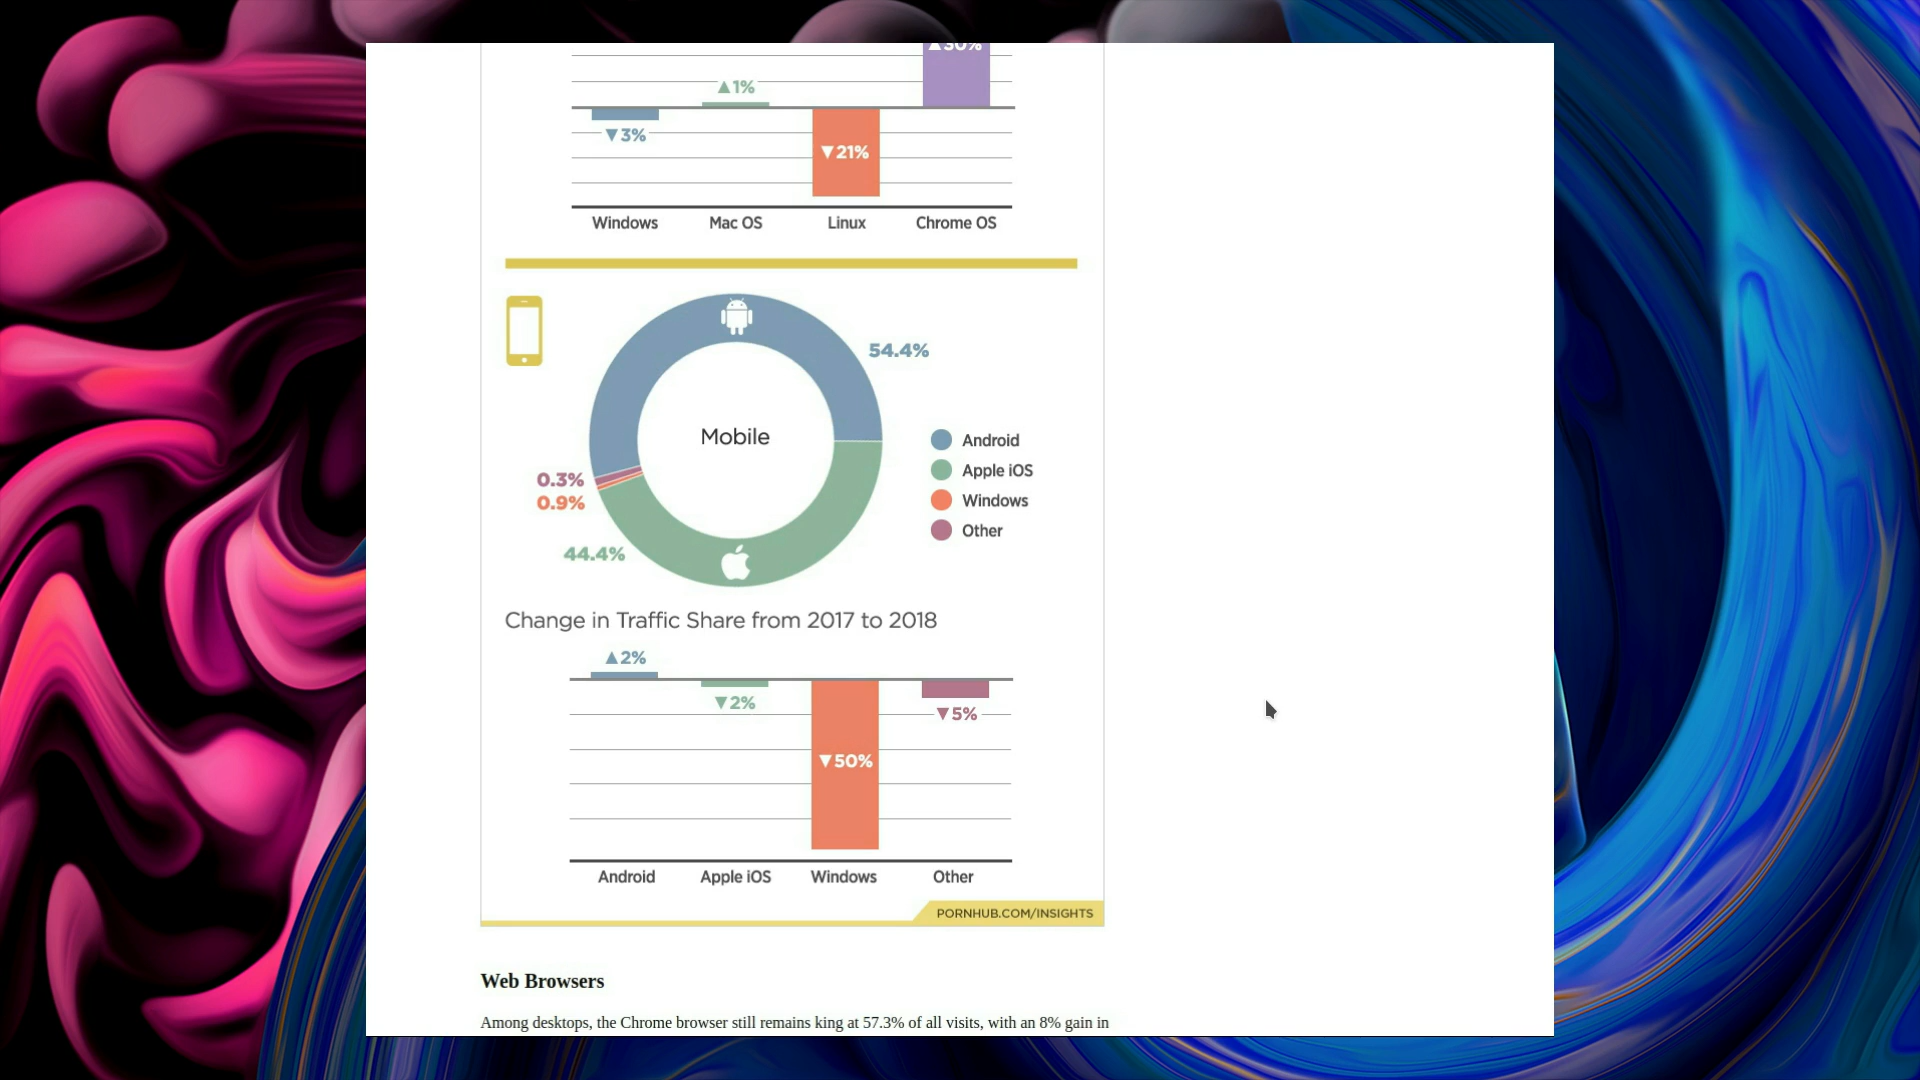 ▲30%
▲1%
▼3%
▼21%
Windows Mac OS Linux Chrome OS
54.4%
Mobile
Android
0.3%
Apple iOS
0.9%
Windows
Other
44.4%
Change in Traffic Share from 2017 to 2018
▲2%
▼2%
▼5%
▼50%
Android Apple iOS Windows Other
PORNHUB.COM/INSIGHTS
Web Browsers
Among desktops, the Chrome browser still remains king at 57.3% of all visits, with an 8% gain in